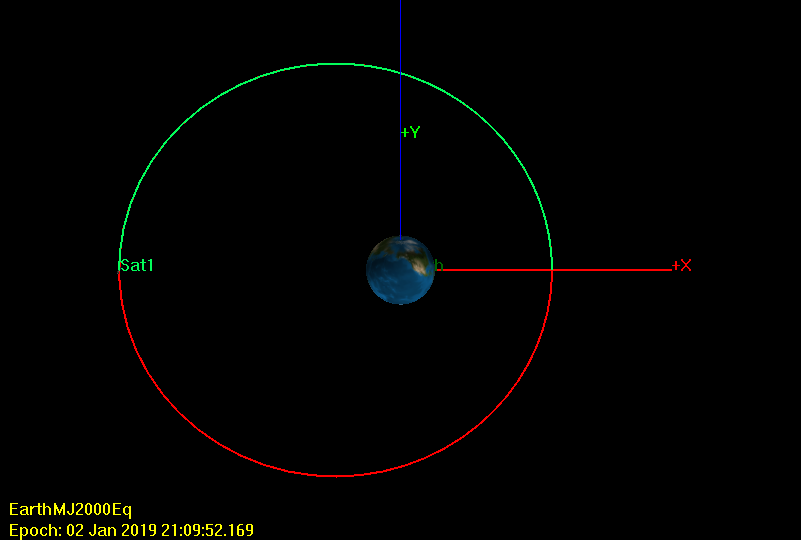 +Y
Sat1
+X
EarthMJ2000Eq
Epoch: 02 Jan 2019 21:09:52.169